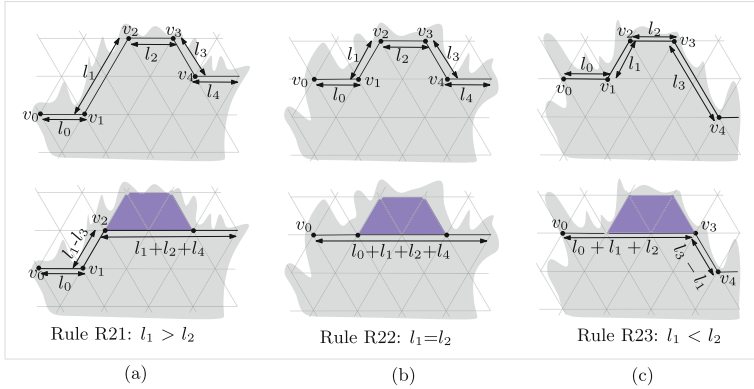 v₂ v₃
l₂
l₁ l₃
v₄
v₀ l₀ v₁ l₄
v₂ v₃
l₁ l₂ l₃
v₀ l₀ v₁ v₄ l₄
l₂
v₂ v₃
l₀ l₁
v₀ v₁ l₃
v₄
v₂
l₁-l₃
l₁+l₂+l₄
v₀ l₀ v₁
v₀
l₀+l₁+l₂+l₄
v₀ v₃
l₀ + l₁ + l₂
l₃ − l₁
v₄
Rule R21: l₁ > l₂
Rule R22: l₁=l₂
Rule R23: l₁ < l₂
(a) (b) (c)